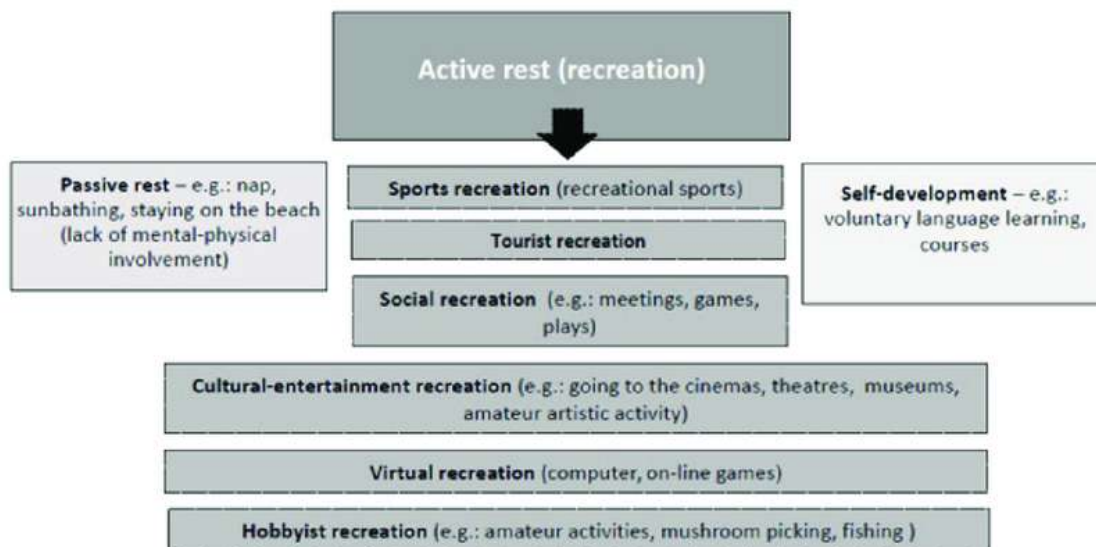 Active rest (recreation)
Passive rest – e.g.: nap,
sunbathing, staying on the beach
(lack of mental-physical
involvement)
Sports recreation (recreational sports)
Tourist recreation
Social recreation (e.g.: meetings, games,
plays)
Self-development – e.g.:
voluntary language learning,
courses
Cultural-entertainment recreation (e.g.: going to the cinemas, theatres, museums,
amateur artistic activity)
Virtual recreation (computer, on-line games)
Hobbyist recreation (e.g.: amateur activities, mushroom picking, fishing )